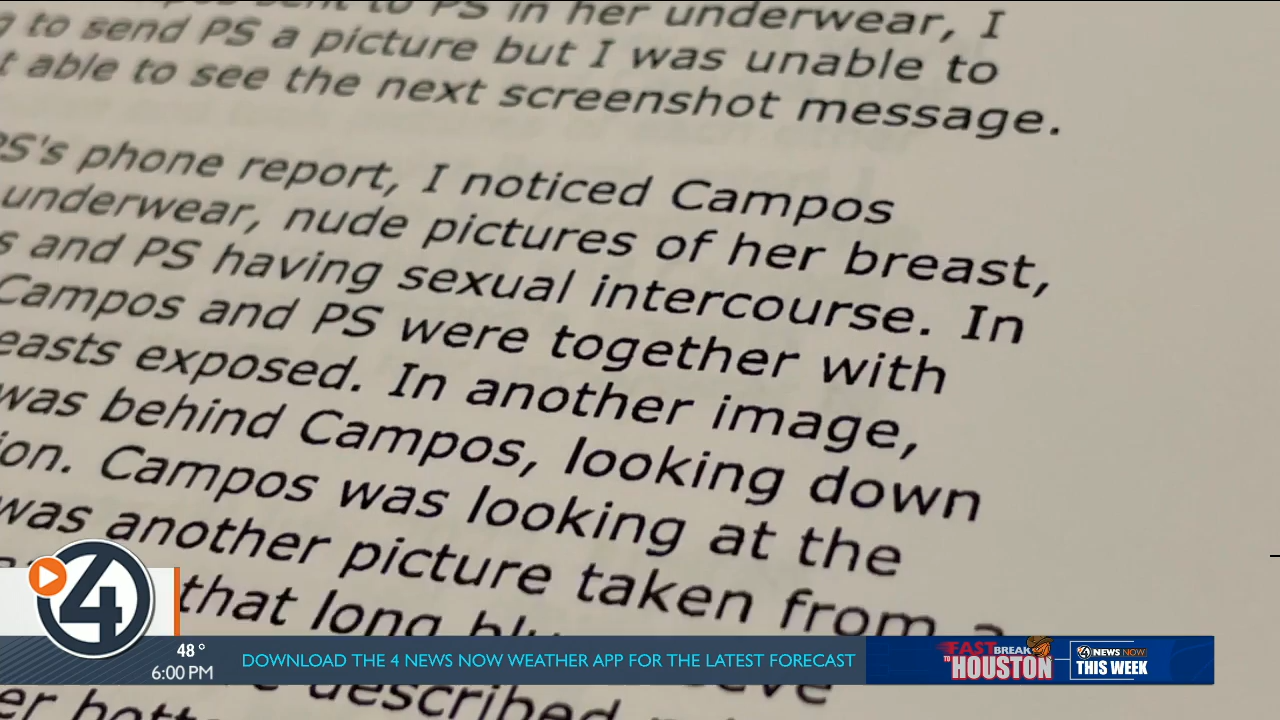 sent to PS in her underwear, I
to send PS a picture but I was unable to
t able to see the next screenshot message.
PS's phone report, I noticed Campos
underwear, nude pictures of her breast,
s and PS having sexual intercourse. In
Campos and PS were together with
easts exposed. In another image,
was behind Campos, looking down
ion. Campos was looking at the
was another picture taken from a
that long
described
4
48°
6:00 PM
DOWNLOAD THE 4 NEWS NOW WEATHER APP FOR THE LATEST FORECAST
FAST BREAK TO HOUSTON
4 NEWS NOW
THIS WEEK